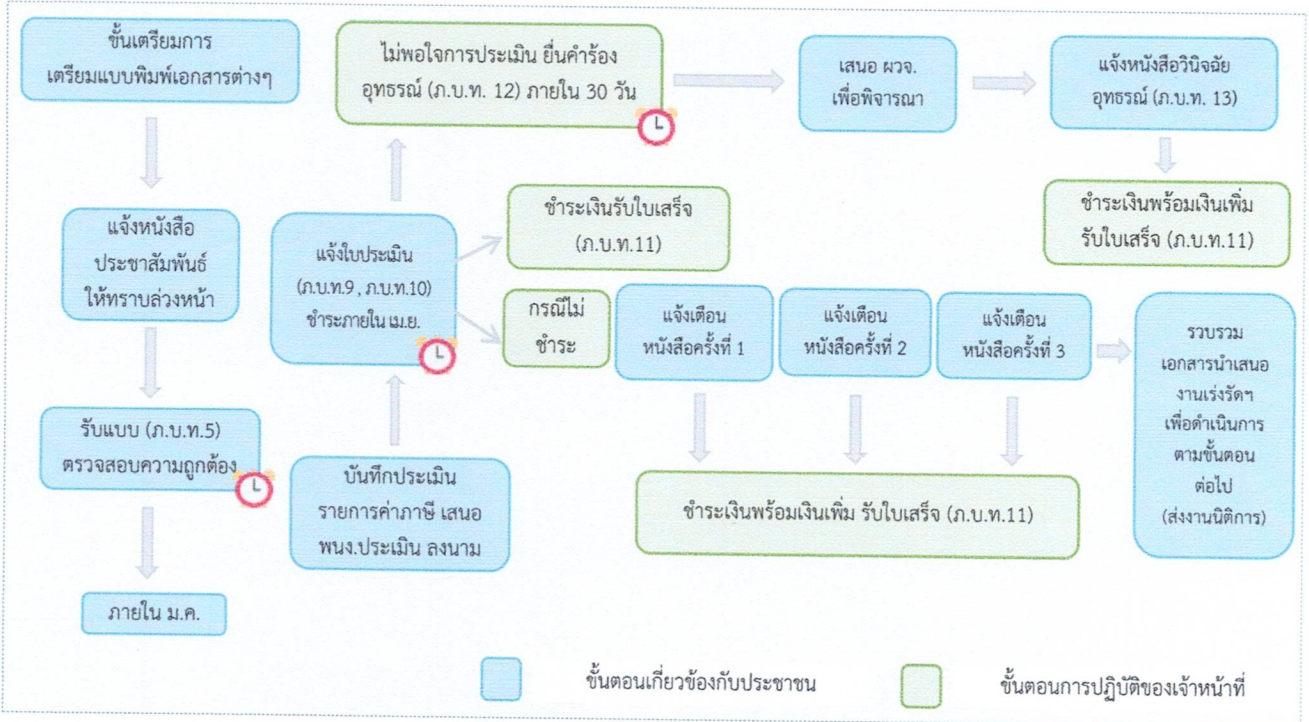 ขั้นเตรียมการ
เตรียมแบบพิมพ์เอกสารต่างๆ
แจ้งหนังสือ
ประชาสัมพันธ์
ให้ทราบล่วงหน้า
รับแบบ (ภ.บ.ท.5)
ตรวจสอบความถูกต้อง
ภายใน ม.ค.
บันทึกประเมิน
รายการค่าภาษี เสนอ
พนง.ประเมิน ลงนาม
แจ้งใบประเมิน
(ภ.บ.ท.9 , ภ.บ.ท.10)
ชำระภายใน เม.ย.
ไม่พอใจการประเมิน ยื่นคำร้อง
อุทธรณ์ (ภ.บ.ท. 12) ภายใน 30 วัน
เสนอ ผวจ.
เพื่อพิจารณา
แจ้งหนังสือวินิจฉัย
อุทธรณ์ (ภ.บ.ท. 13)
ชำระเงินพร้อมเงินเพิ่ม
รับใบเสร็จ (ภ.บ.ท.11)
ชำระเงินรับใบเสร็จ
(ภ.บ.ท.11)
กรณีไม่
ชำระ
แจ้งเตือน
หนังสือครั้งที่ 1
แจ้งเตือน
หนังสือครั้งที่ 2
แจ้งเตือน
หนังสือครั้งที่ 3
รวบรวม
เอกสารนำเสนอ
งานเร่งรัดฯ
เพื่อดำเนินการ
ตามขั้นตอน
ต่อไป
(ส่งงานนิติการ)
ชำระเงินพร้อมเงินเพิ่ม รับใบเสร็จ (ภ.บ.ท.11)
ขั้นตอนเกี่ยวข้องกับประชาชน
ขั้นตอนการปฏิบัติของเจ้าหน้าที่